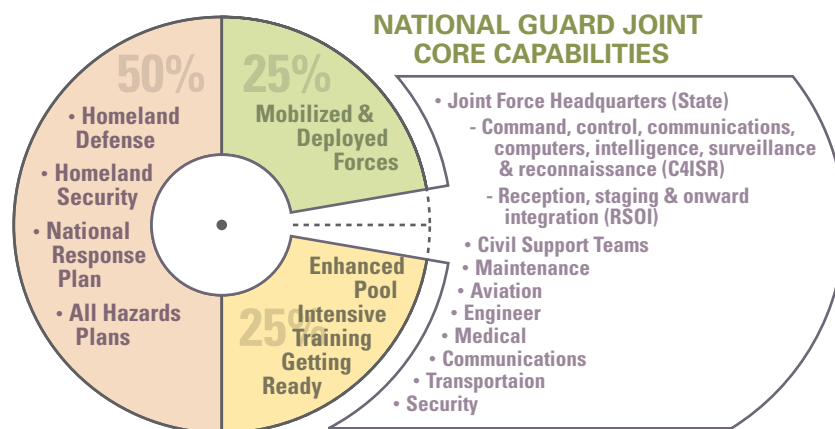 NATIONAL GUARD JOINT
CORE CAPABILITIES
50%
• Homeland
Defense
• Homeland
Security
• National
Response
Plan
• All Hazards
Plans
25%
Mobilized &
Deployed
Forces
25%
Enhanced
Pool
Intensive
Training
Getting
Ready
• Joint Force Headquarters (State)
- Command, control, communications,
computers, intelligence, surveillance
& reconnaissance (C4ISR)
- Reception, staging & onward
integration (RSOI)
• Civil Support Teams
• Maintenance
• Aviation
• Engineer
• Medical
• Communications
• Transportaion
• Security